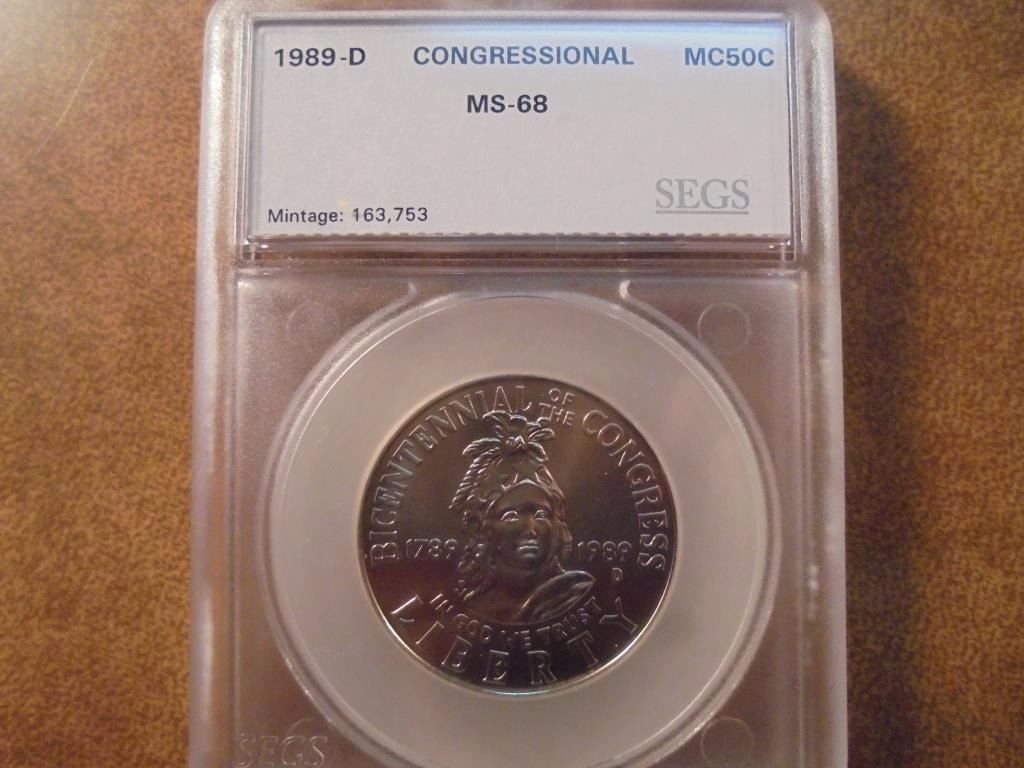 1989-D CONGRESSIONAL MC50C
MS-68
SEGS
Mintage: 163,753
BICENTENNIAL OF THE CONGRESS
1789 1989
D
IN GOD WE TRUST
LIBERTY
SEGS